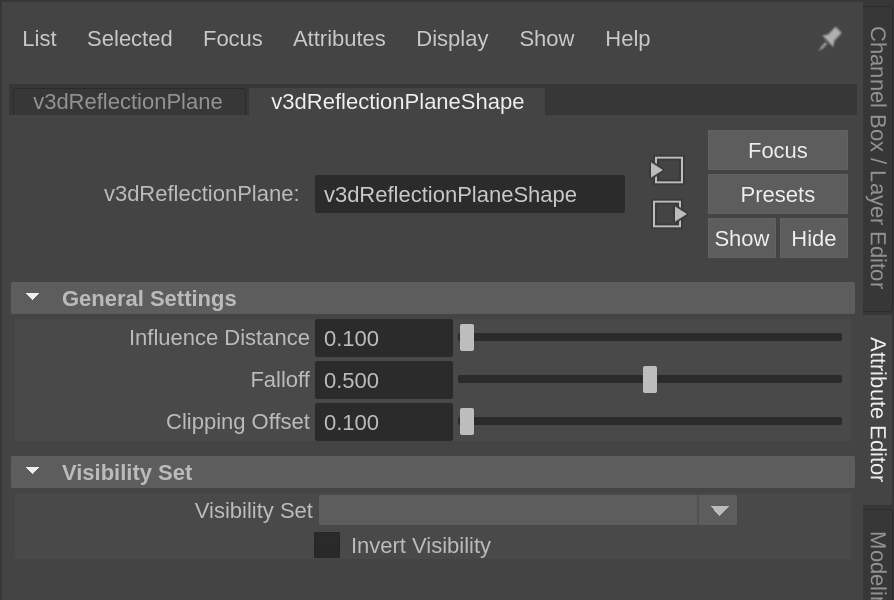 List Selected Focus Attributes Display Show Help
v3dReflectionPlane v3dReflectionPlaneShape
Focus
v3dReflectionPlane: v3dReflectionPlaneShape
Presets
Show Hide
General Settings
Influence Distance 0.100
Falloff 0.500
Clipping Offset 0.100
Visibility Set
Visibility Set
Invert Visibility
Channel Box / Layer Editor
Attribute Editor